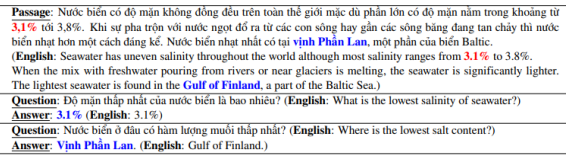 Passage: Nước biển có độ mặn không đồng đều trên toàn thế giới mặc dù phần lớn có độ mặn nằm trong khoảng từ
3,1% tới 3,8%. Khi sự pha trộn với nước ngọt đổ ra từ các con sông hay gần các sông băng đang tan chảy thì nước
biển nhạt hơn một cách đáng kể. Nước biển nhạt nhất có tại vịnh Phần Lan, một phần của biển Baltic.
(English: Seawater has uneven salinity throughout the world although most salinity ranges from 3.1% to 3.8%.
When the mix with freshwater pouring from rivers or near glaciers is melting, the seawater is significantly lighter.
The lightest seawater is found in the Gulf of Finland, a part of the Baltic Sea.)
Question: Độ mặn thấp nhất của nước biển là bao nhiêu? (English: What is the lowest salinity of seawater?)
Answer: 3.1% (English: 3.1%)
Question: Nước biển ở đâu có hàm lượng muối thấp nhất? (English: Where is the lowest salt content?)
Answer: Vịnh Phần Lan. (English: Gulf of Finland.)